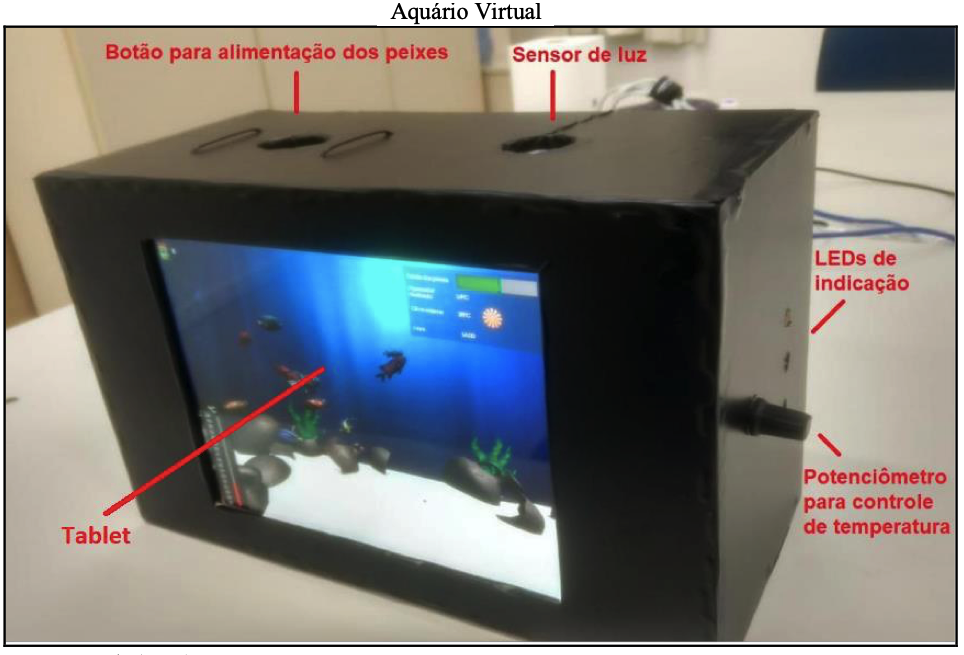 Aquário Virtual
Botão para alimentação dos peixes
Sensor de luz
LEDs de
indicação
Potenciômetro
para controle
de temperatura
Tablet